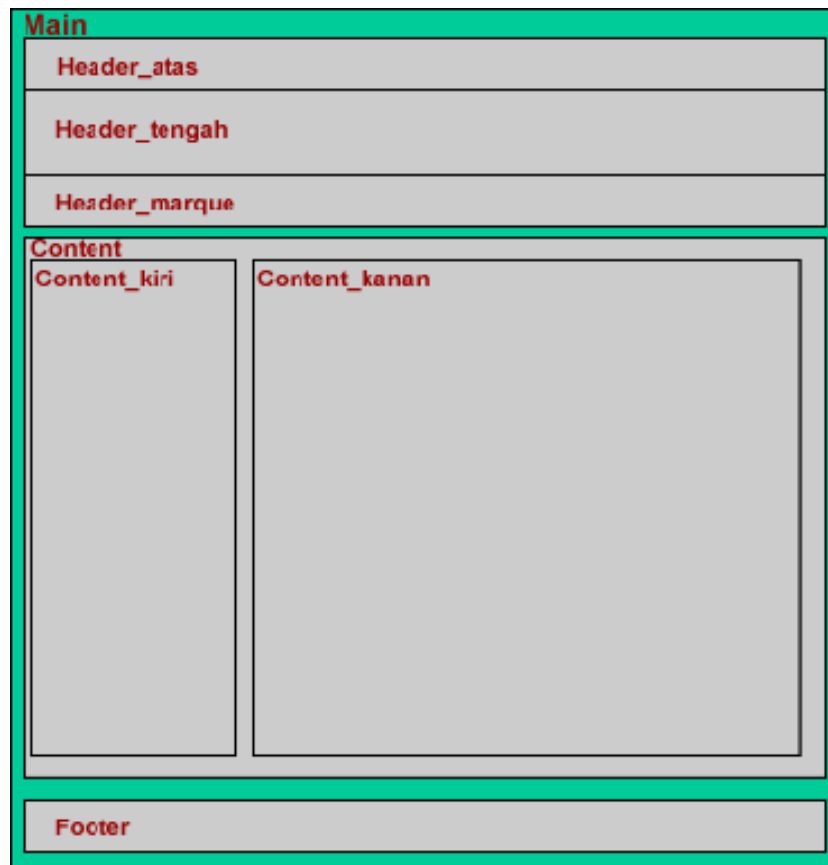 Main
Header_atas
Header_tengah
Header_marque
Content
Content_kiri
Content_kanan
Footer